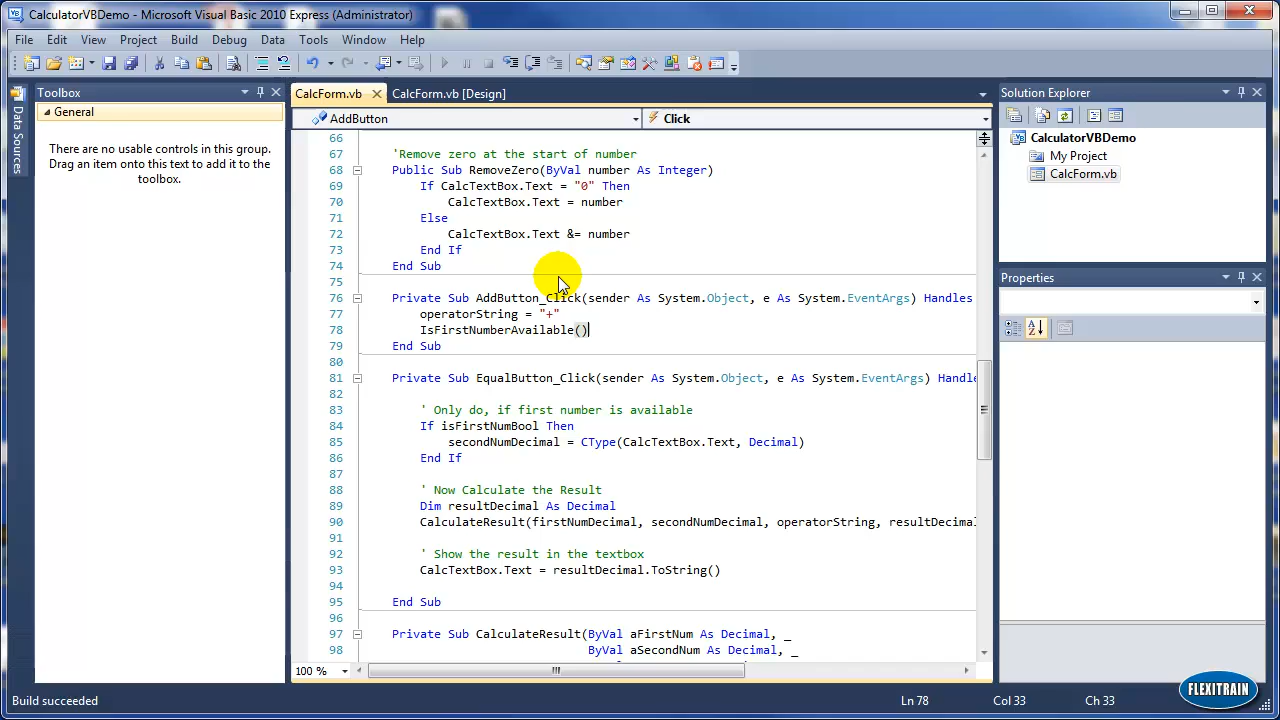 CalculatorVBDemo - Microsoft Visual Basic 2010 Express (Administrator)
File Edit View Project Build Debug Data Tools Window Help
Toolbox
General
There are no usable controls in this group.
Drag an item onto this text to add it to the
toolbox.
Data Sources
CalcForm.vb
CalcForm.vb [Design]
AddButton
Click
66
67 'Remove zero at the start of number
68 Public Sub RemoveZero(ByVal number As Integer)
69 If CalcTextBox.Text = "0" Then
70 CalcTextBox.Text = number
71 Else
72 CalcTextBox.Text &= number
73 End If
74 End Sub
75
76 Private Sub AddButton_Click(sender As System.Object, e As System.EventArgs) Handles
77 operatorString = "+"
78 IsFirstNumberAvailable()
79 End Sub
80
81 Private Sub EqualButton_Click(sender As System.Object, e As System.EventArgs) Handle
82
83 ' Only do, if first number is available
84 If isFirstNumBool Then
85 secondNumDecimal = CType(CalcTextBox.Text, Decimal)
86 End If
87
88 ' Now Calculate the Result
89 Dim resultDecimal As Decimal
90 CalculateResult(firstNumDecimal, secondNumDecimal, operatorString, resultDecima
91
92 ' Show the result in the textbox
93 CalcTextBox.Text = resultDecimal.ToString()
94
95 End Sub
96
97 Private Sub CalculateResult(ByVal aFirstNum As Decimal, _
98 ByVal aSecondNum As Decimal, _
100 %
Solution Explorer
CalculatorVBDemo
My Project
CalcForm.vb
Properties
Build succeeded
Ln 78 Col 33 Ch 33
FLEXITRAIN